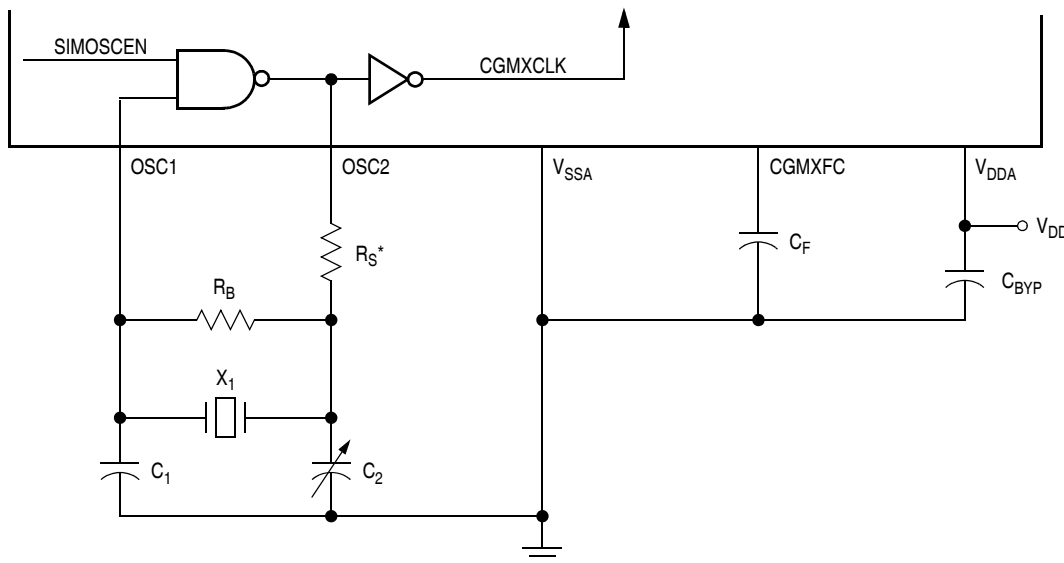 SIMOSCEN
CGMXCLK
OSC1
OSC2
VSSA
CGMXFC
VDDA
RS*
CF
VDD
CBYP
RB
X1
C1
C2